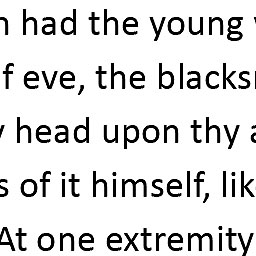 had the young
f eve, the blacks
head upon thy a
s of it himself, lik
At one extremity